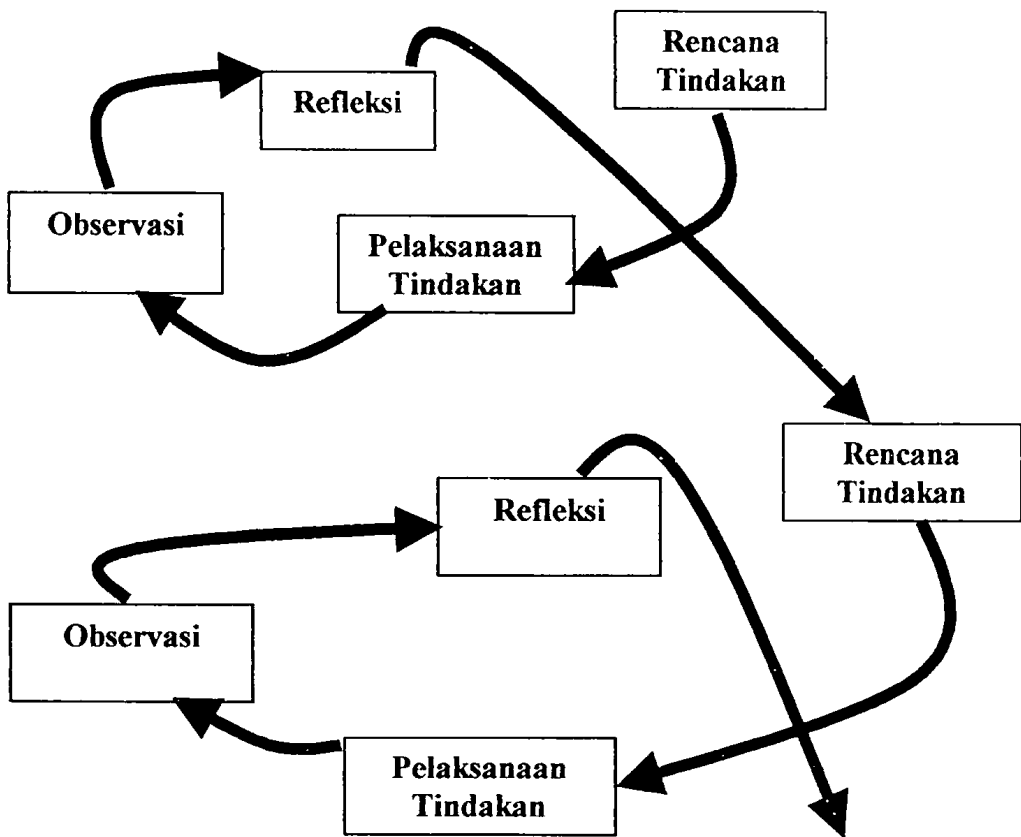 Rencana
Tindakan
Refleksi
Observasi
Pelaksanaan
Tindakan
Rencana
Tindakan
Refleksi
Observasi
Pelaksanaan
Tindakan